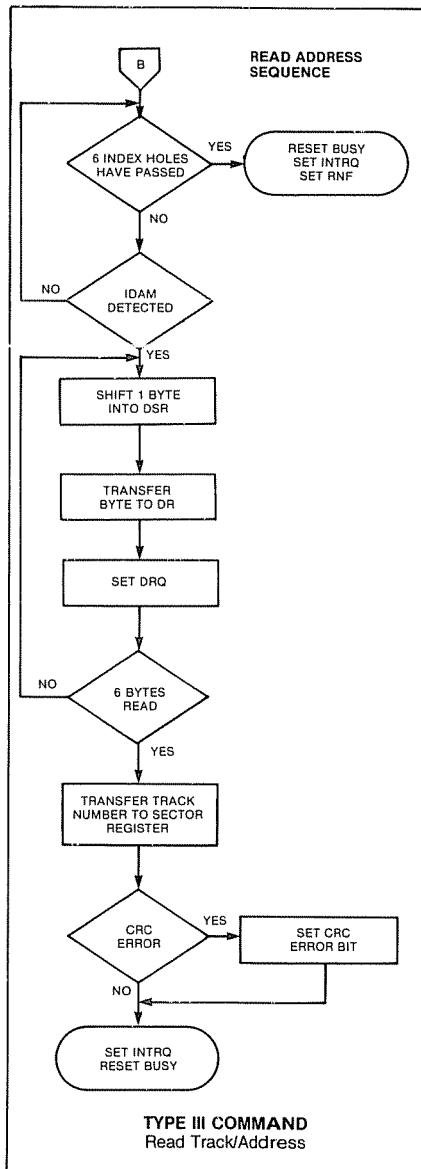 B
READ ADDRESS
SEQUENCE
6 INDEX HOLES
HAVE PASSED
YES
RESET BUSY
SET INTRQ
SET RNF
NO
NO
IDAM
DETECTED
YES
SHIFT 1 BYTE
INTO DSR
TRANSFER
BYTE TO DR
SET DRQ
NO
6 BYTES
READ
YES
TRANSFER TRACK
NUMBER TO SECTOR
REGISTER
CRC
ERROR
YES
SET CRC
ERROR BIT
NO
SET INTRQ
RESET BUSY
TYPE III COMMAND
Read Track/Address